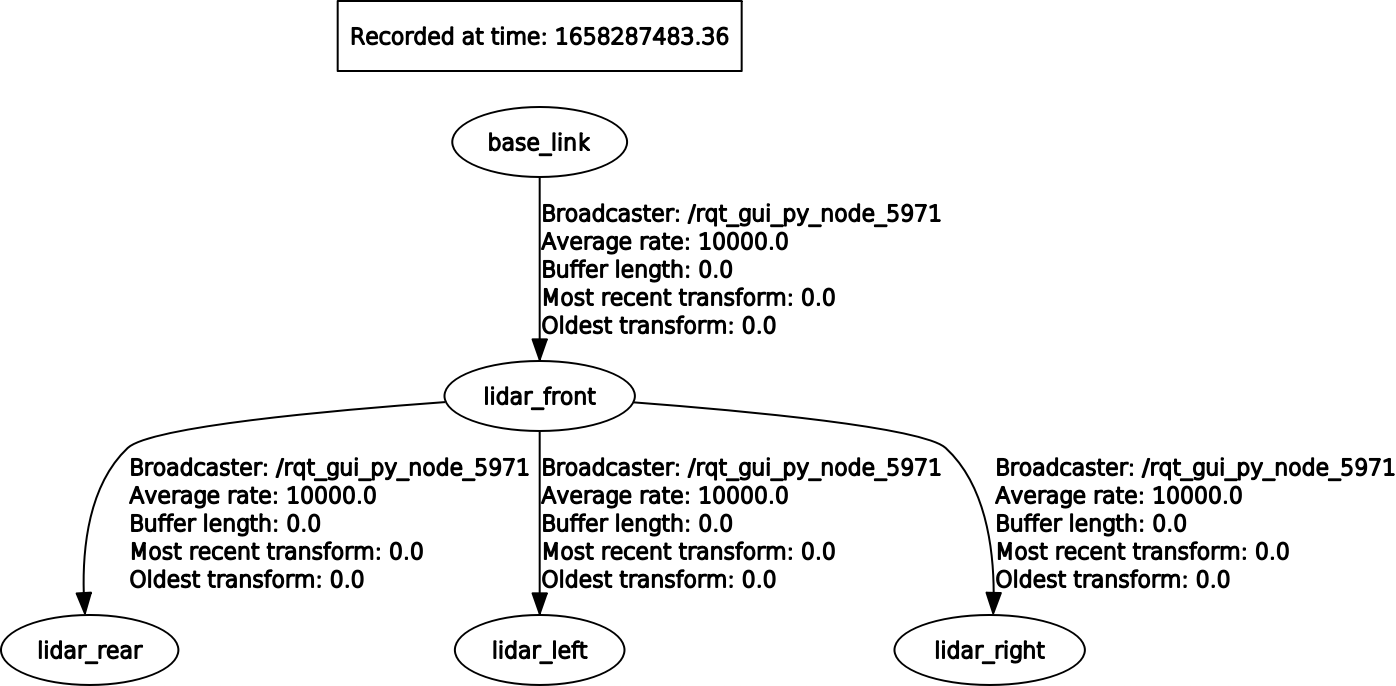 Recorded at time: 1658287483.36
base_link
Broadcaster: /rqt_gui_py_node_5971
Average rate: 10000.0
Buffer length: 0.0
Most recent transform: 0.0
Oldest transform: 0.0
lidar_front
Broadcaster: /rqt_gui_py_node_5971
Average rate: 10000.0
Buffer length: 0.0
Most recent transform: 0.0
Oldest transform: 0.0
Broadcaster: /rqt_gui_py_node_5971
Average rate: 10000.0
Buffer length: 0.0
Most recent transform: 0.0
Oldest transform: 0.0
Broadcaster: /rqt_gui_py_node_5971
Average rate: 10000.0
Buffer length: 0.0
Most recent transform: 0.0
Oldest transform: 0.0
lidar_rear
lidar_left
lidar_right